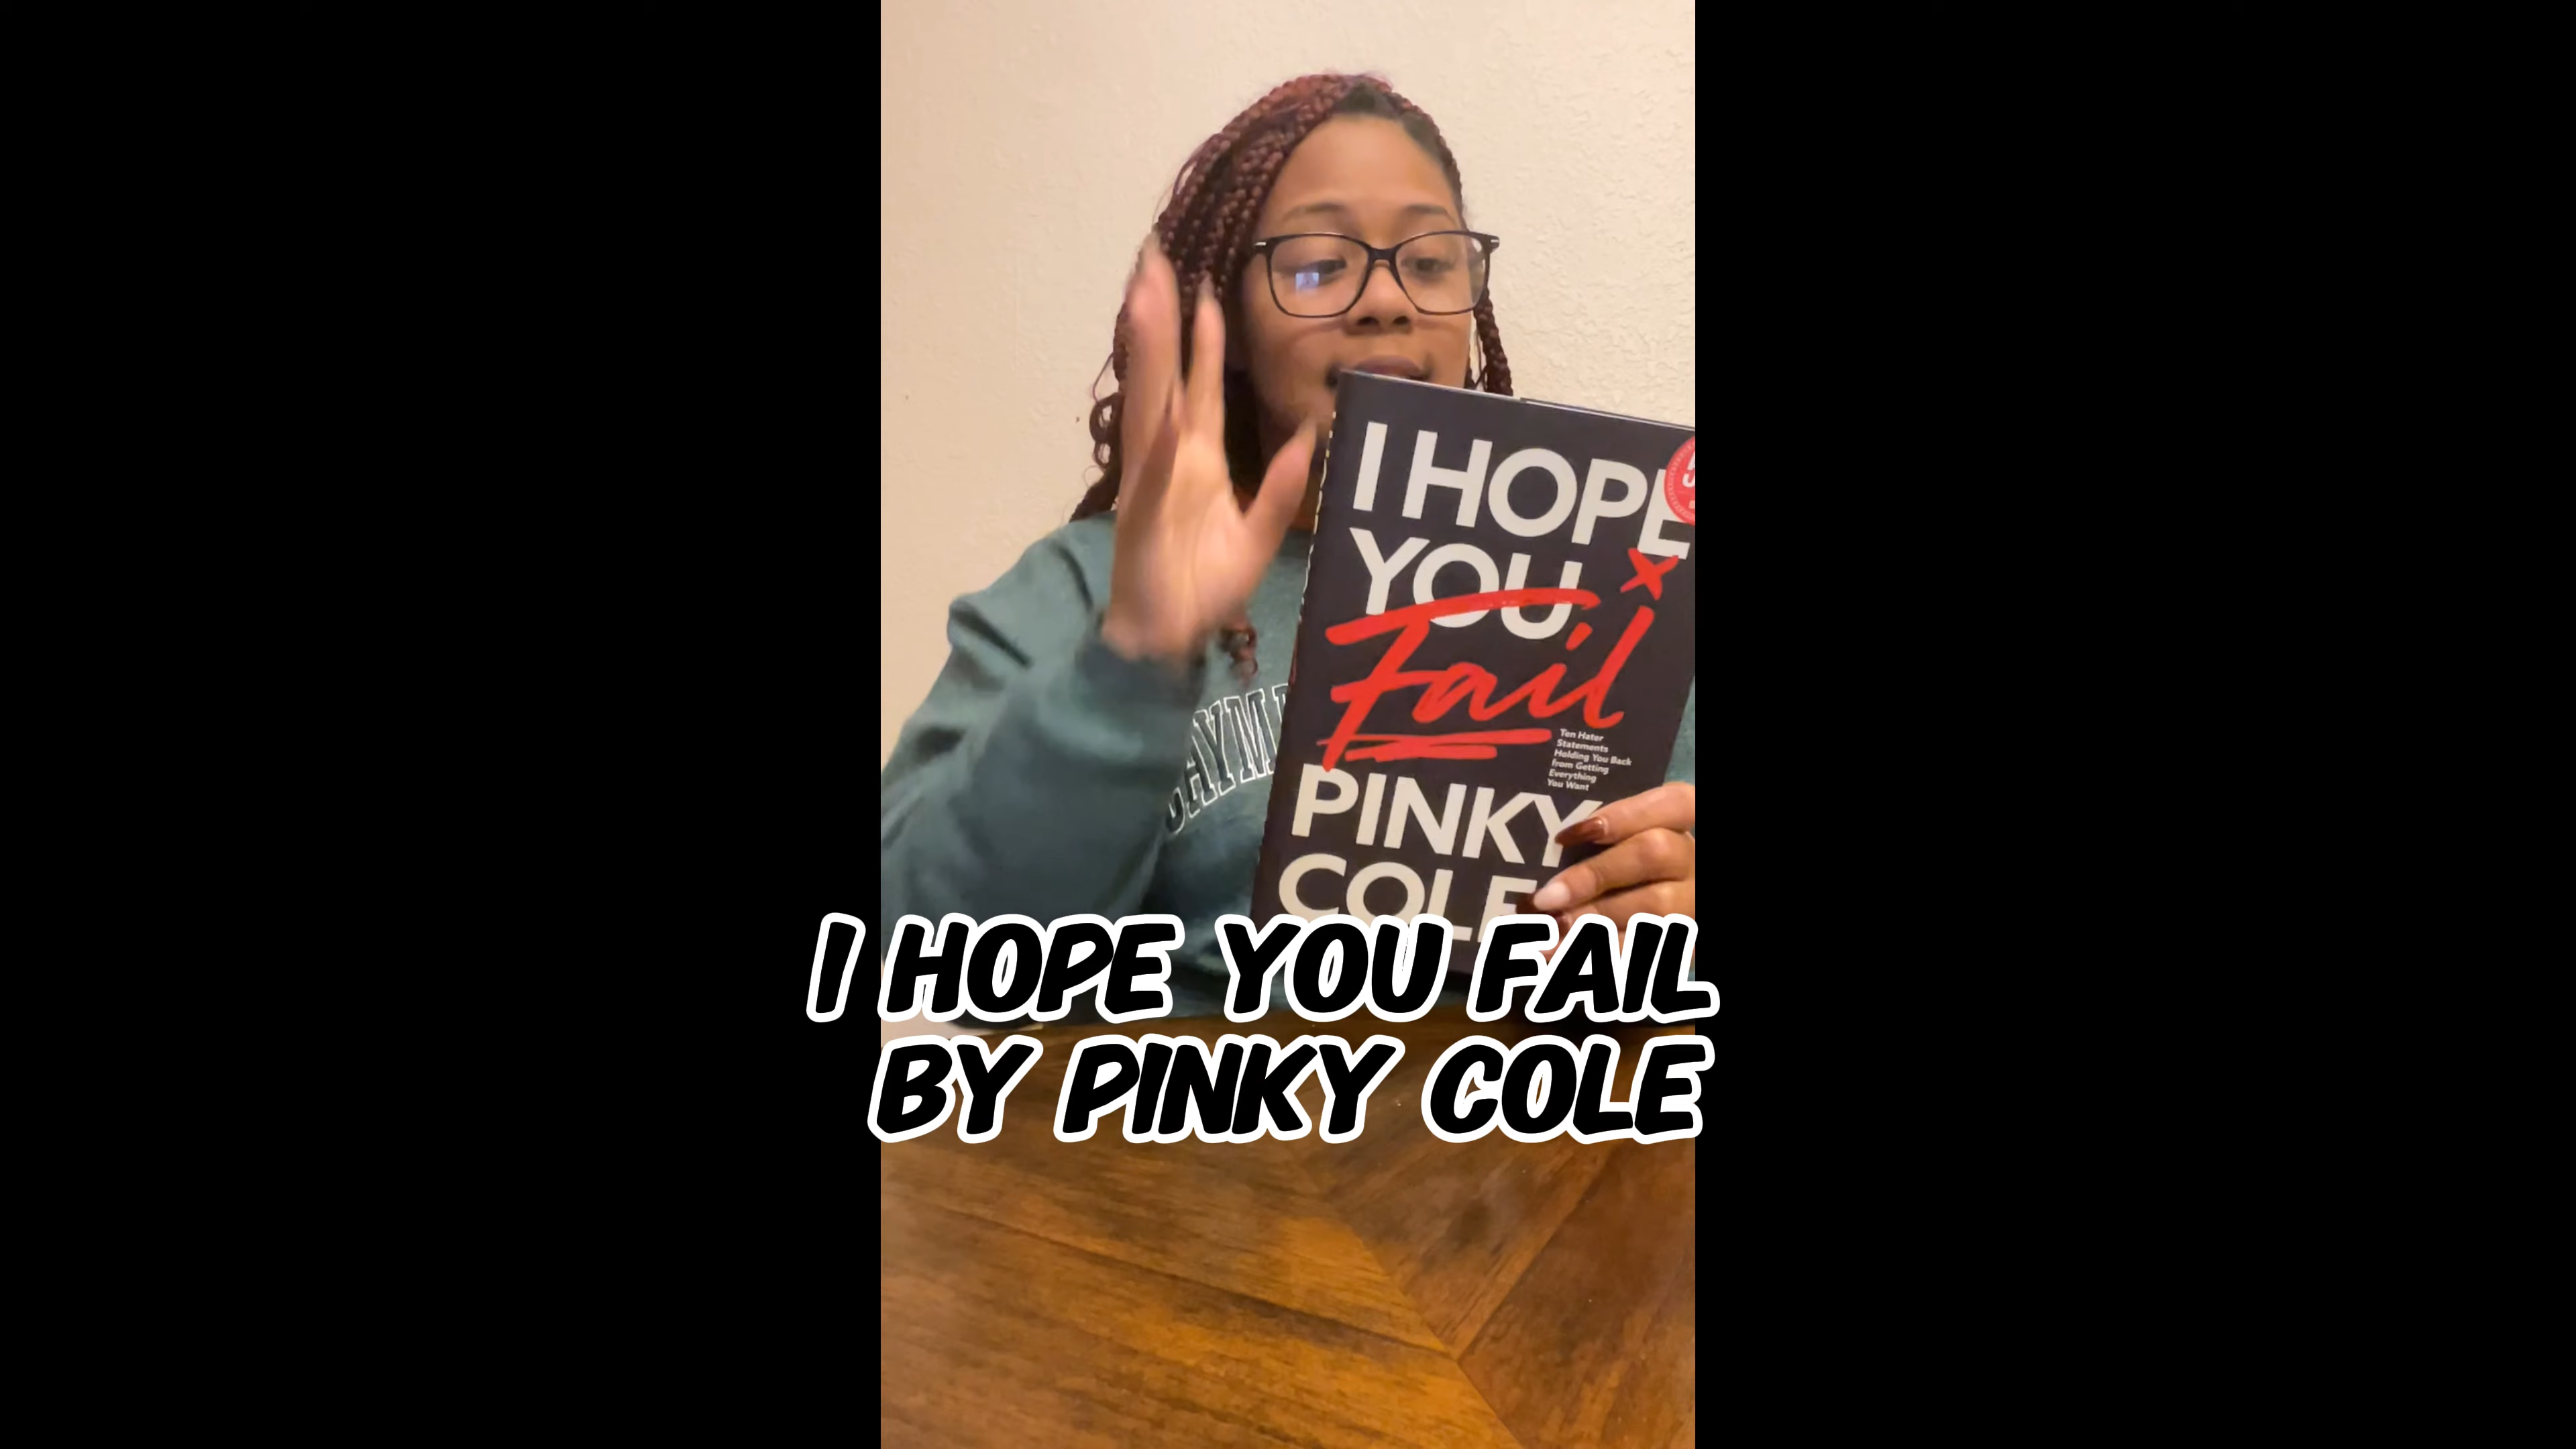 I HOPE
YOU
Fail
Ten Hater
Statements
Holding You Back
from Getting
Everything
You Want
PINKY
COLE
I HOPE YOU FAIL
BY PINKY COLE